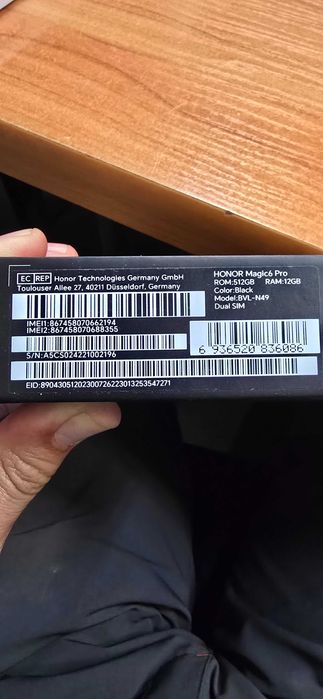 EC REP Honor Technologies Germany GmbH
Toulouser Allee 27, 40211 Düsseldorf, Germany
IMEI1:867458070662194
IMEI2:867458070688355
S/N:A5CS024221002196
EID:89043051202300726223013253547271
HONOR Magic6 Pro
ROM:512GB RAM:12GB
Color:Black
Model:BVL-N49
Dual SIM
6 936520 836086